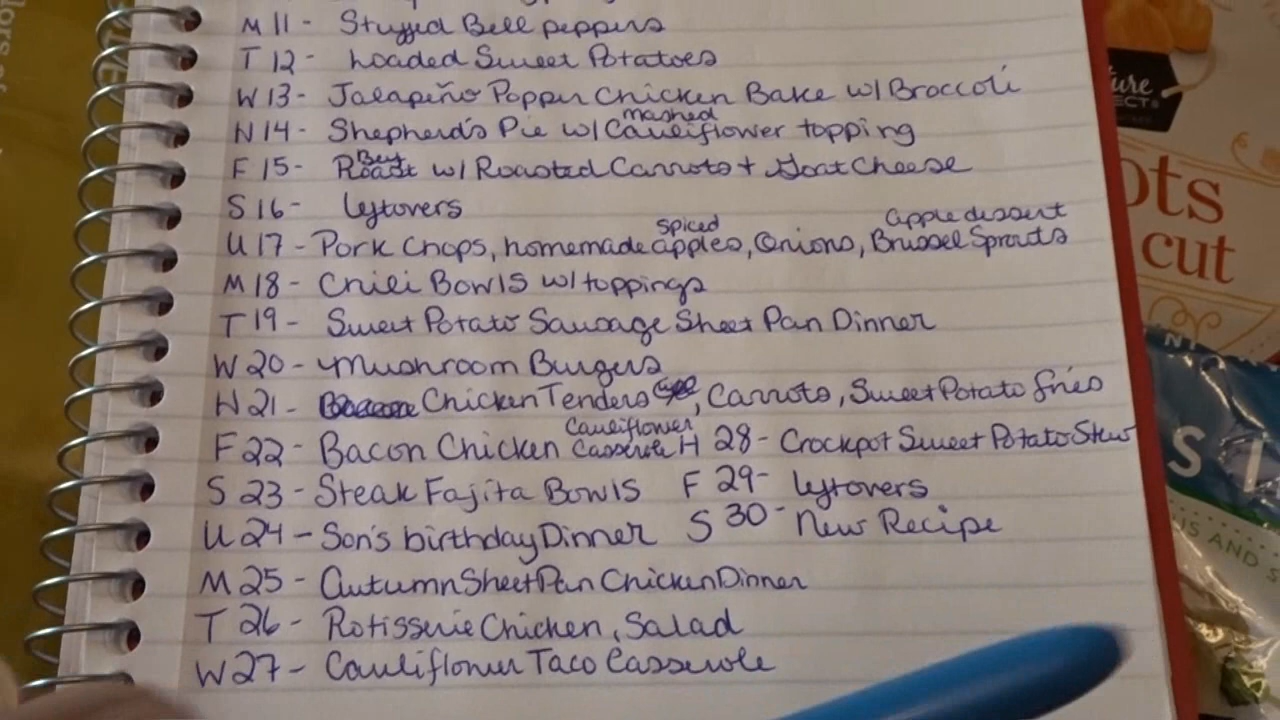 M 11 - Stuffed Bell peppers
T 12 - Loaded Sweet Potatoes
W 13 - Jalapeño Popper Chicken Bake w/ Broccoli
H 14 - Shepherd's Pie w/ mashed Cauliflower topping
F 15 - Beef Roast w/ Roasted Carrots + Goat Cheese
S 16 - leftovers
U 17 - Pork Chops, homemade spiced apples, Onions, Brussel Sprouts apple dessert
M 18 - Chili Bowls w/ toppings
T 19 - Sweet Potato Sausage Sheet Pan Dinner
W 20 - Mushroom Burgers
H 21 - Chicken Tenders, Carrots, Sweet Potato fries
F 22 - Bacon Chicken Cauliflower Casserole
S 23 - Steak Fajita Bowls
U 24 - Son's birthday Dinner
M 25 - Autumn Sheet Pan Chicken Dinner
T 26 - Rotisserie Chicken, Salad
W 27 - Cauliflower Taco Casserole
H 28 - Crockpot Sweet Potato Stew
F 29 - leftovers
S 30 - New Recipe
ots
cut
SI
IS AND S